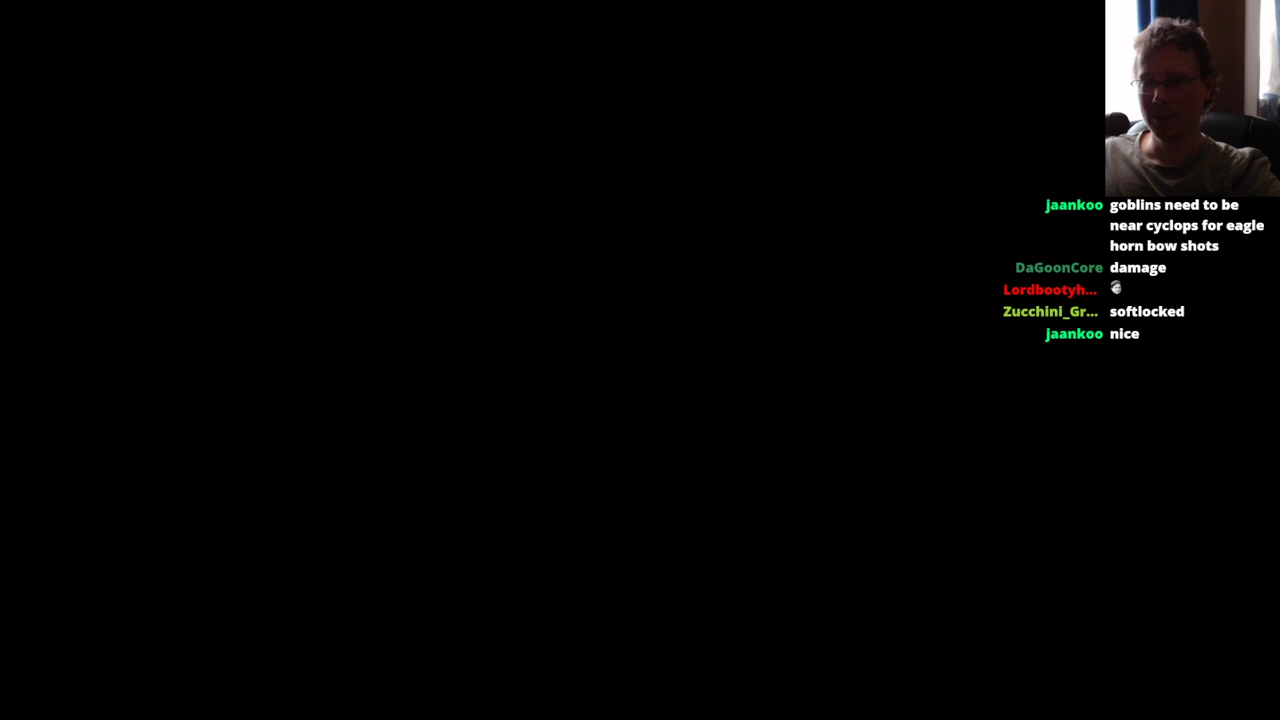 jaankoo goblins need to be
near cyclops for eagle
horn bow shots
DaGoonCore damage
Lordbootyh...
Zucchini_Gr... softlocked
jaankoo nice